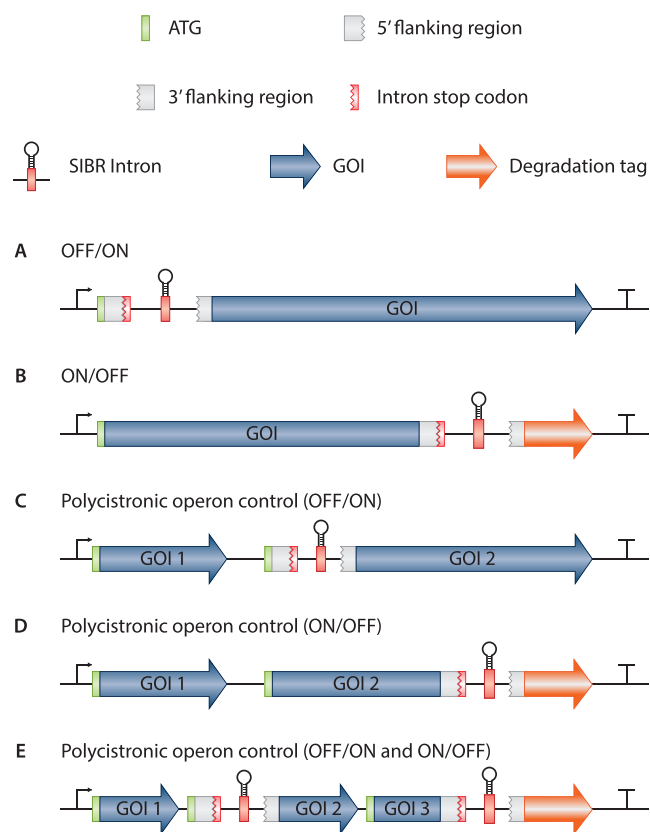 ATG
5′ flanking region
3′ flanking region
Intron stop codon
SIBR Intron
GOI
Degradation tag
A OFF/ON
GOI
B ON/OFF
GOI
C Polycistronic operon control (OFF/ON)
GOI 1
GOI 2
D Polycistronic operon control (ON/OFF)
GOI 1
GOI 2
E Polycistronic operon control (OFF/ON and ON/OFF)
GOI 1
GOI 2
GOI 3